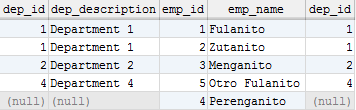 dep_id dep_description emp_id emp_name dep_id
1 Department 1 1 Fulanito 1
1 Department 1 2 Zutanito 1
2 Department 2 3 Menganito 2
4 Department 4 5 Otro Fulanito 4
(null) (null) 4 Perenganito (null)